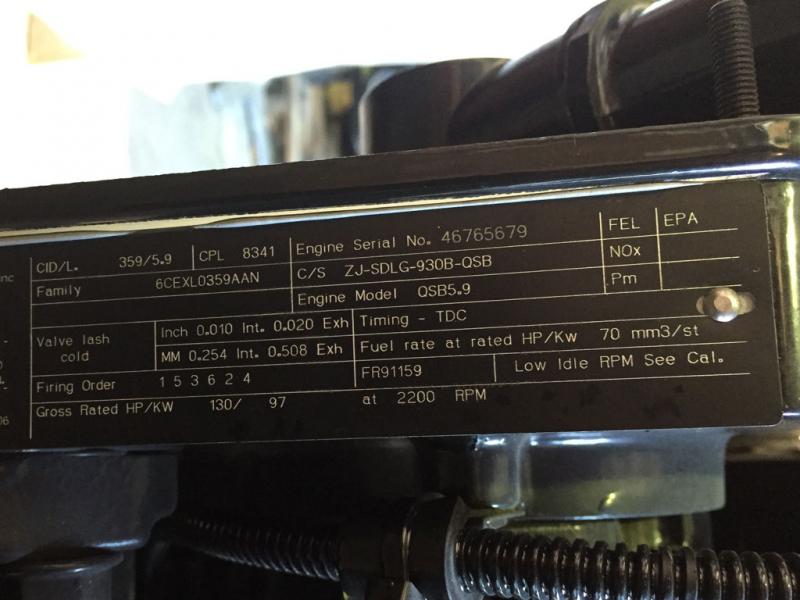 nc
CID/L. 359/5.9 CPL 8341 Engine Serial No. 46765679 FEL EPA
Family 6CEXL0359AAN C/S ZJ-SDLG-930B-QSB NOx
Engine Model QSB5.9 Pm
Valve lash cold Inch 0.010 Int. 0.020 Exh Timing - TDC
MM 0.254 Int. 0.508 Exh Fuel rate at rated HP/Kw 70 mm3/st
Firing Order 1 5 3 6 2 4 FR91159 Low Idle RPM See Cal.
06 Gross Rated HP/KW 130/ 97 at 2200 RPM